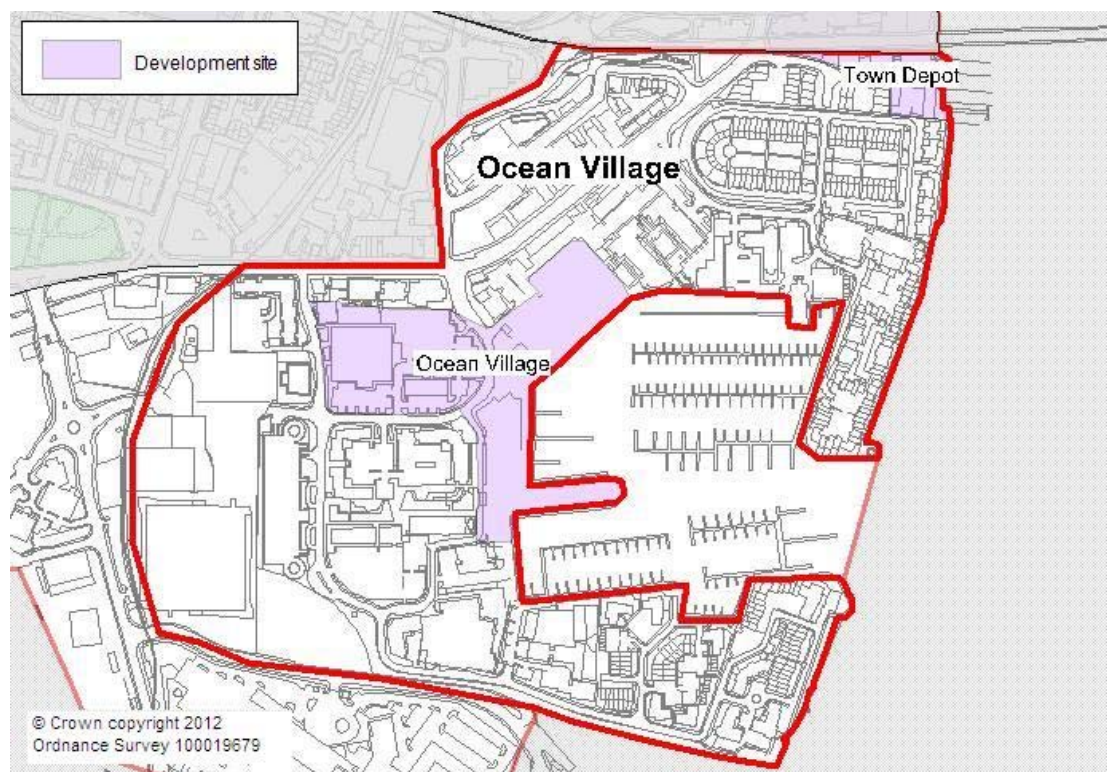 Development site
Town Depot
Ocean Village
Ocean Village
© Crown copyright 2012
Ordnance Survey 100019679